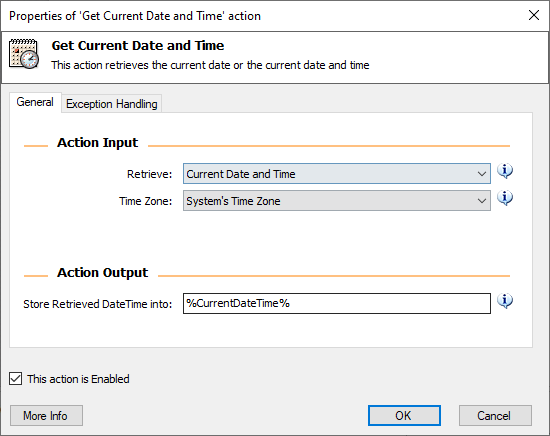 Properties of 'Get Current Date and Time' action
Get Current Date and Time
This action retrieves the current date or the current date and time
General
Exception Handling
Action Input
Retrieve:
Current Date and Time
Time Zone:
System's Time Zone
Action Output
Store Retrieved DateTime into:
%CurrentDateTime%
This action is Enabled
More Info
OK
Cancel